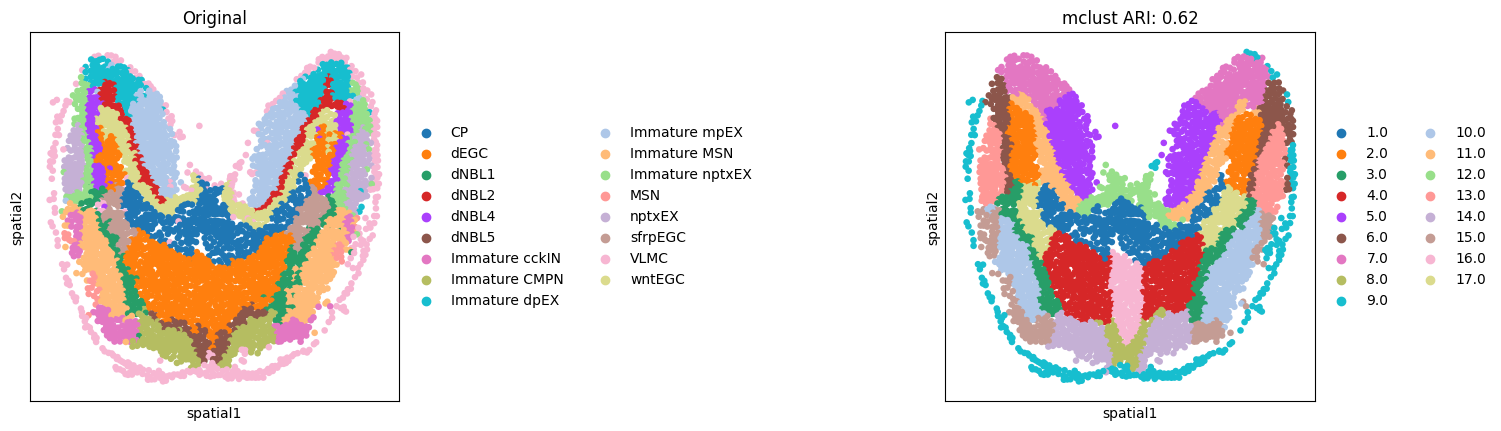 Original
spatial2
spatial1
CP
dEGC
dNBL1
dNBL2
dNBL4
dNBL5
Immature cckIN
Immature CMPN
Immature dpEX
Immature mpEX
Immature MSN
Immature nptxEX
MSN
nptxEX
sfrpEGC
VLMC
wntEGC
mclust ARI: 0.62
spatial2
spatial1
1.0
2.0
3.0
4.0
5.0
6.0
7.0
8.0
9.0
10.0
11.0
12.0
13.0
14.0
15.0
16.0
17.0